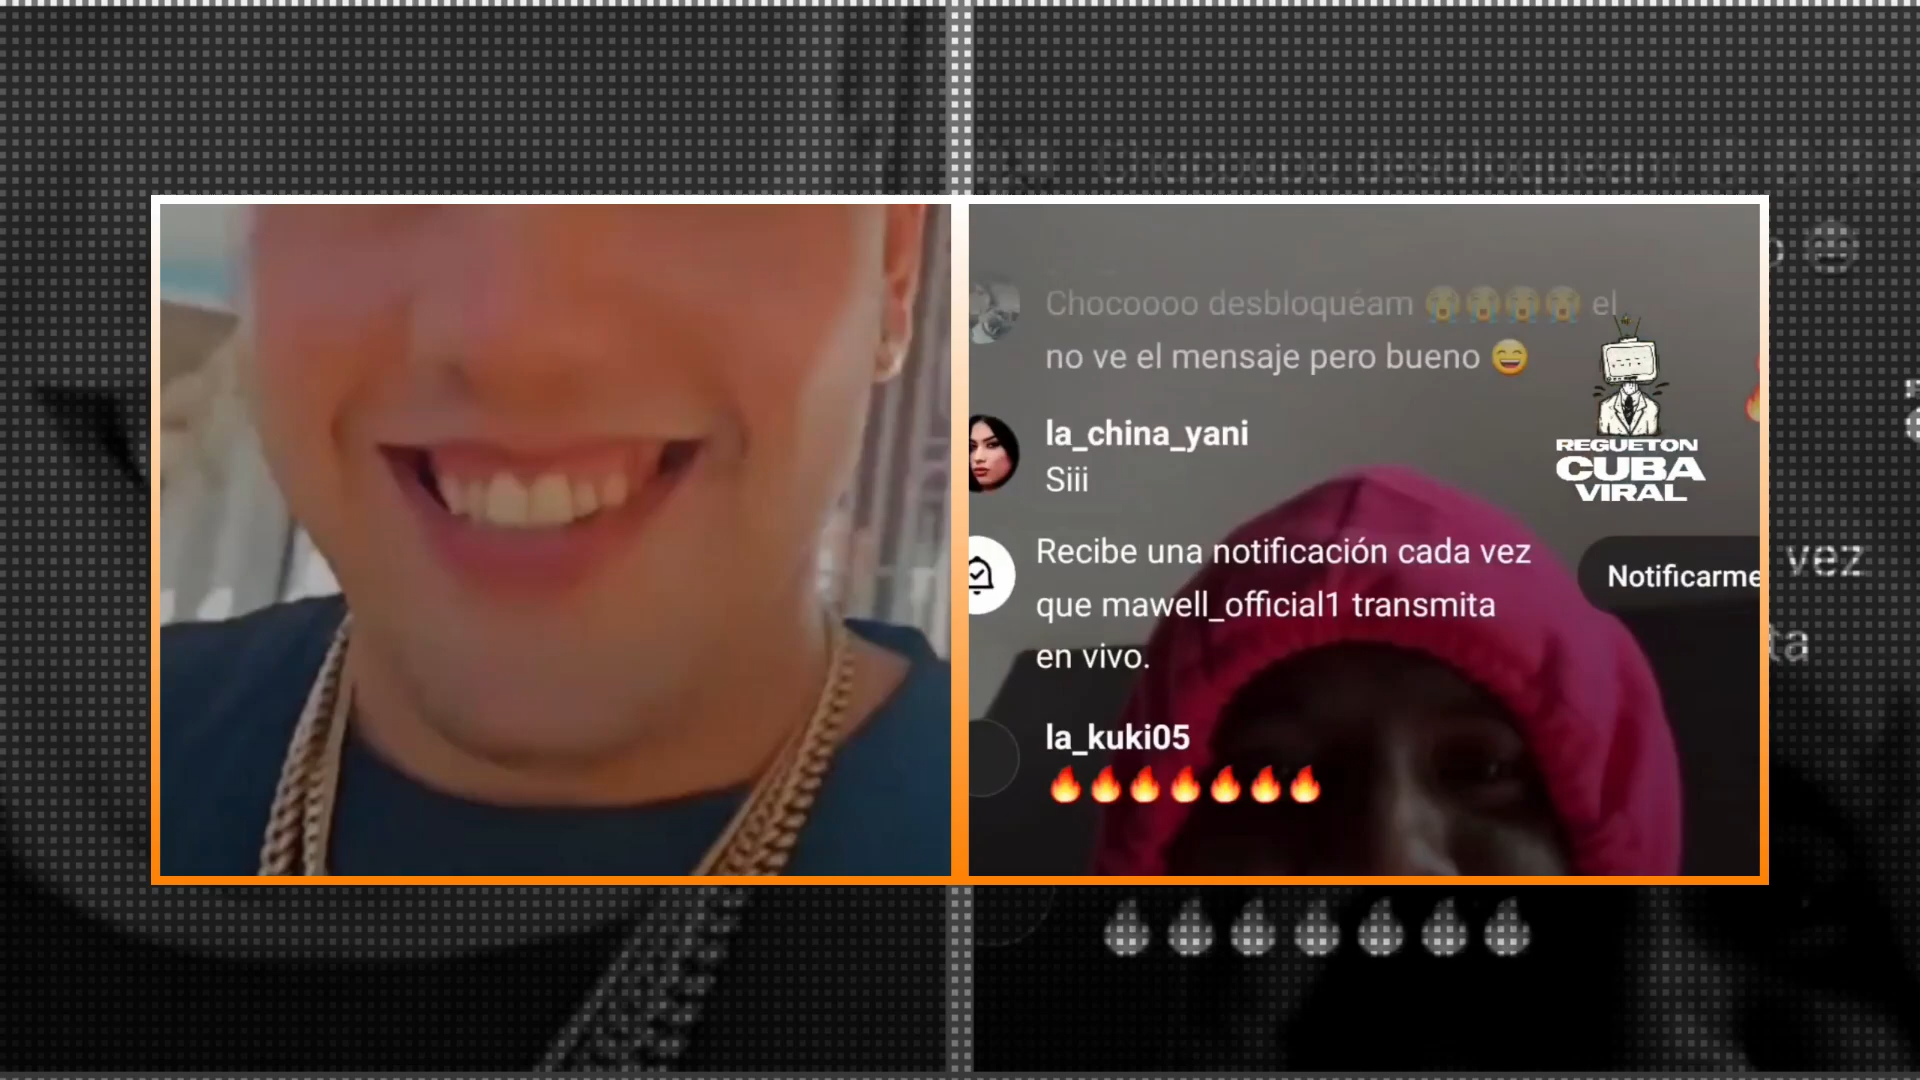 Chocoooo desbloquéam 😭😭😭😭 el
no ve el mensaje pero bueno 😄
la_china_yani
Siii
Recibe una notificación cada vez
que mawell_official1 transmita
en vivo.
Notificarme
la_kuki05
🔥🔥🔥🔥🔥🔥🔥
REGUETON
CUBA
VIRAL
vez
ta